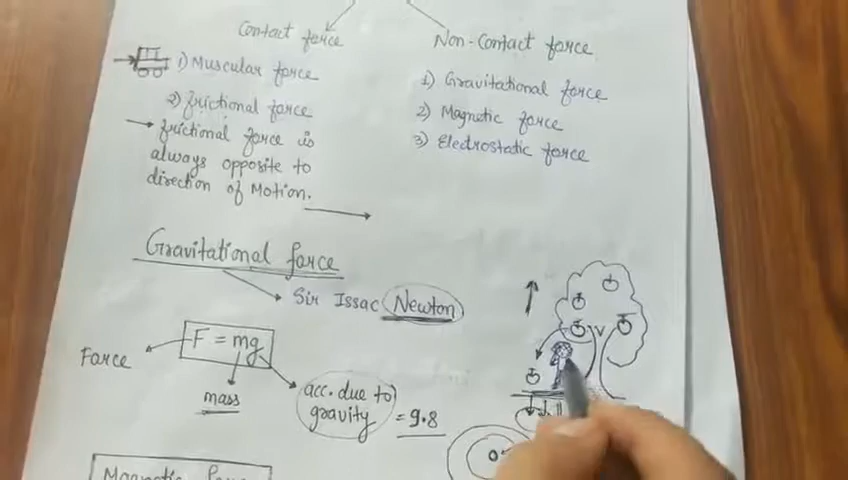 Contact force
Non-Contact force
1) Muscular force
2) frictional force
→ frictional force is
always opposite to
direction of Motion.
1) Gravitational force
2) Magnetic force
3) Electrostatic force
Gravitational force
Sir Issac Newton
F = mg
Force
mass
acc. due to
gravity = 9.8
Magnetic force